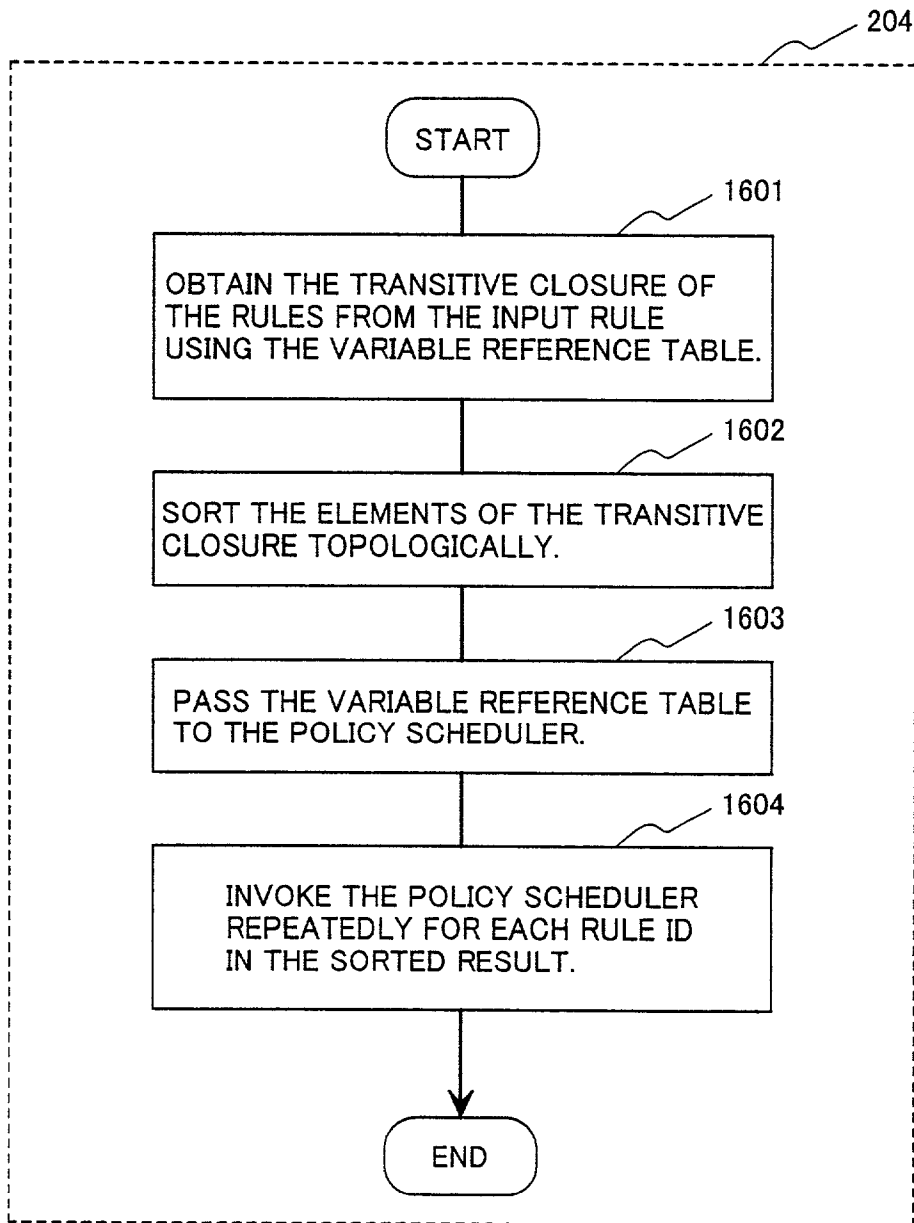 204
START
1601
OBTAIN THE TRANSITIVE CLOSURE OF
THE RULES FROM THE INPUT RULE
USING THE VARIABLE REFERENCE TABLE.
1602
SORT THE ELEMENTS OF THE TRANSITIVE
CLOSURE TOPOLOGICALLY.
1603
PASS THE VARIABLE REFERENCE TABLE
TO THE POLICY SCHEDULER.
1604
INVOKE THE POLICY SCHEDULER
REPEATEDLY FOR EACH RULE ID
IN THE SORTED RESULT.
END